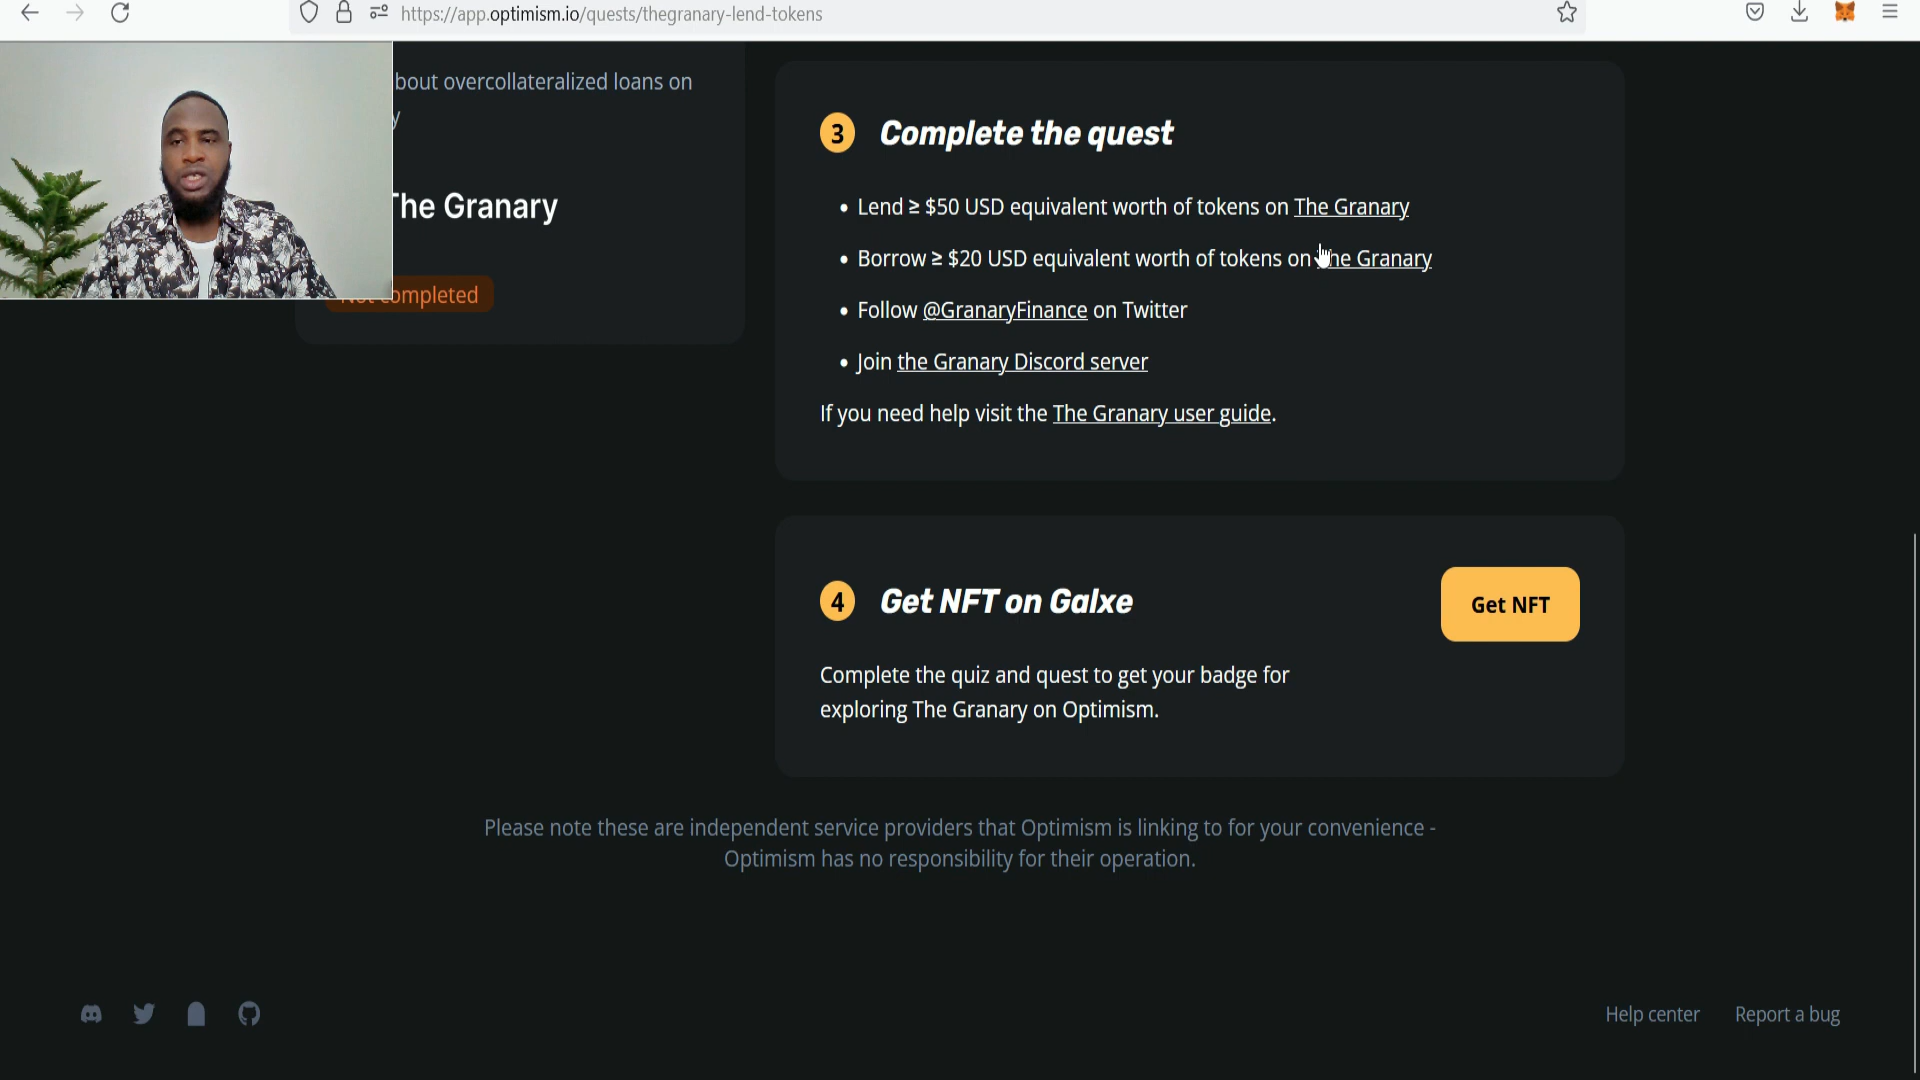 https://app.optimism.io/quests/thegranary-lend-tokens
bout overcollateralized loans on
y
The Granary
Not completed
3 Complete the quest
• Lend ≥ $50 USD equivalent worth of tokens on The Granary
• Borrow ≥ $20 USD equivalent worth of tokens on The Granary
• Follow @GranaryFinance on Twitter
• Join the Granary Discord server
If you need help visit the The Granary user guide.
4 Get NFT on Galxe
Get NFT
Complete the quiz and quest to get your badge for
exploring The Granary on Optimism.
Please note these are independent service providers that Optimism is linking to for your convenience -
Optimism has no responsibility for their operation.
Help center
Report a bug